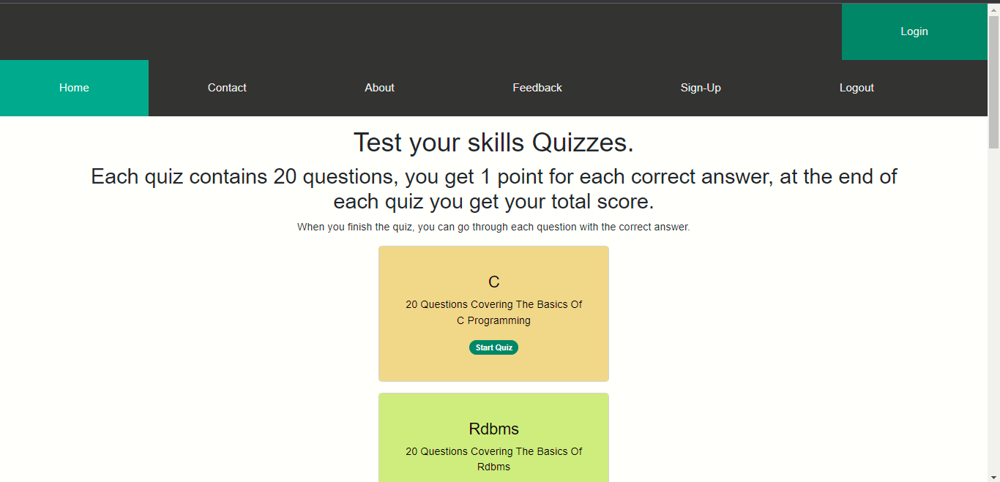 Login
Home Contact About Feedback Sign-Up Logout
Test your skills Quizzes.
Each quiz contains 20 questions, you get 1 point for each correct answer, at the end of
each quiz you get your total score.
When you finish the quiz, you can go through each question with the correct answer.
C
20 Questions Covering The Basics Of
C Programming
Start Quiz
Rdbms
20 Questions Covering The Basics Of
Rdbms